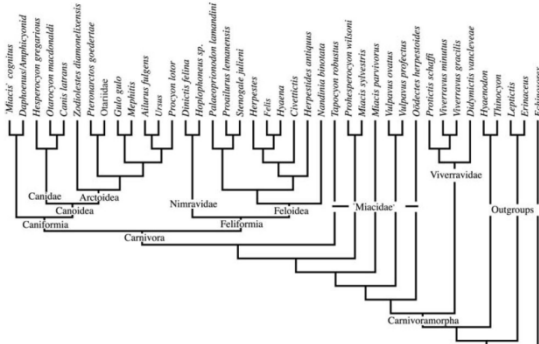 'Miacis' cognitus
Daphoenus/Amphicyonid
Hesperocyon gregarious
Otarocyon macdonaldi
Canis latrans
Zodiolestes diamonelixensis
Pteronarctos goedertae
Otariidae
Gulo gulo
Mephitis
Ailurus fulgens
Ursus
Procyon lotor
Dinictis felina
Hoplophoneus sp.
Palaeoprionodon lamandini
Proailurus lemanensis
Stenogale julieni
Herpestes
Felis
Hyaena
Civettictis
Herpestides antiquus
Nandinia binotata
Tapocyon robustus
Prohesperocyon wilsoni
Miacis sylvestris
Miacis parvivorus
Vulpavus ovatus
Vulpavus profectus
Oödectes herpestoides
Protictis schaffi
Viverravus minutus
Viverravus gracilis
Didymictis vancleveae
Hyaenodon
Thinocyon
Leptictis
Erinaceus
Viverravidae
Canidae
Arctoidea
Nimravidae
Canoidea
Feloidea
'Miacidae'
Outgroups
Caniformia
Feliformia
Carnivora
Carnivoramorpha